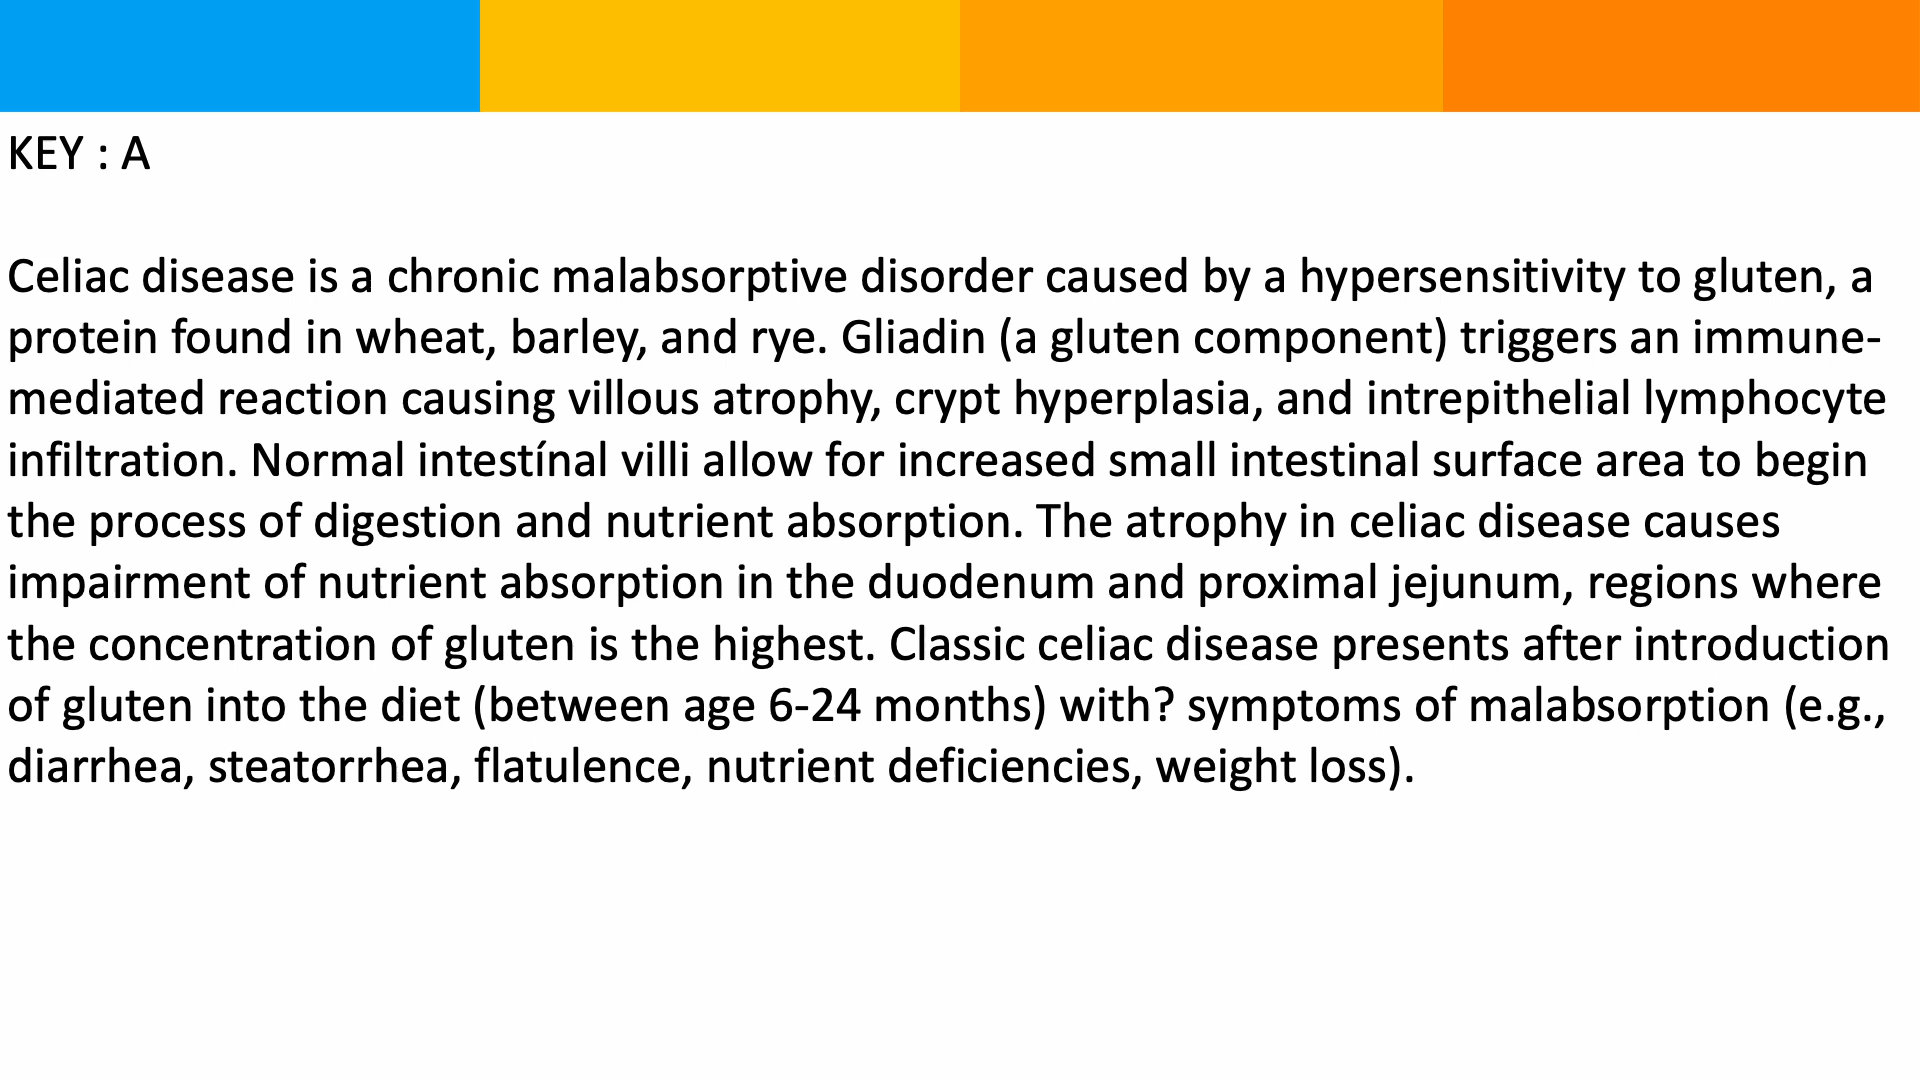 KEY : A
Celiac disease is a chronic malabsorptive disorder caused by a hypersensitivity to gluten, a
protein found in wheat, barley, and rye. Gliadin (a gluten component) triggers an immune-
mediated reaction causing villous atrophy, crypt hyperplasia, and intrepithelial lymphocyte
infiltration. Normal intestínal villi allow for increased small intestinal surface area to begin
the process of digestion and nutrient absorption. The atrophy in celiac disease causes
impairment of nutrient absorption in the duodenum and proximal jejunum, regions where
the concentration of gluten is the highest. Classic celiac disease presents after introduction
of gluten into the diet (between age 6-24 months) with? symptoms of malabsorption (e.g.,
diarrhea, steatorrhea, flatulence, nutrient deficiencies, weight loss).